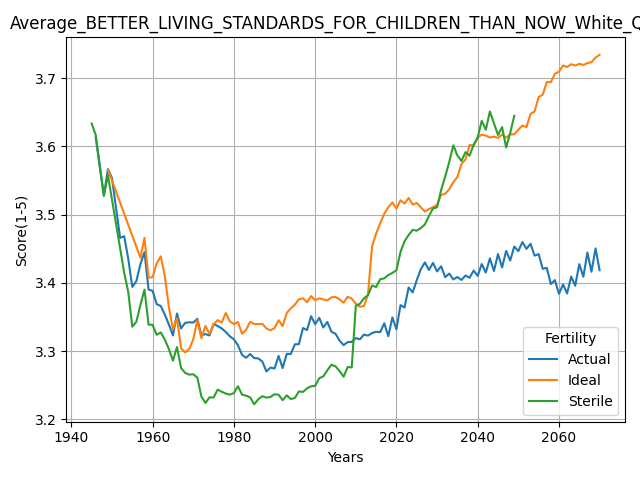 Average_BETTER_LIVING_STANDARDS_FOR_CHILDREN_THAN_NOW_White_Q
3.7
3.6
3.5
3.4
3.3
3.2
Score(1-5)
1940 1960 1980 2000 2020 2040 2060
Years
Fertility
Actual
Ideal
Sterile